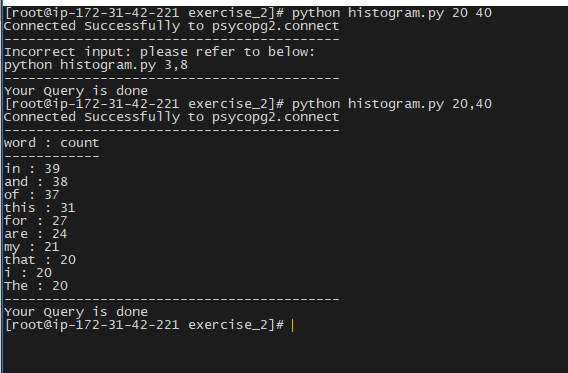 [root@ip-172-31-42-221 exercise_2]# python histogram.py 20 40
Connected Successfully to psycopg2.connect
------------------------------------------
Incorrect input: please refer to below:
python histogram.py 3,8
------------------------------------------
Your Query is done
[root@ip-172-31-42-221 exercise_2]# python histogram.py 20,40
Connected Successfully to psycopg2.connect
------------------------------------------
word : count
------------
in : 39
and : 38
of : 37
this : 31
for : 27
are : 24
my : 21
that : 20
i : 20
The : 20
------------------------------------------
Your Query is done
[root@ip-172-31-42-221 exercise_2]#